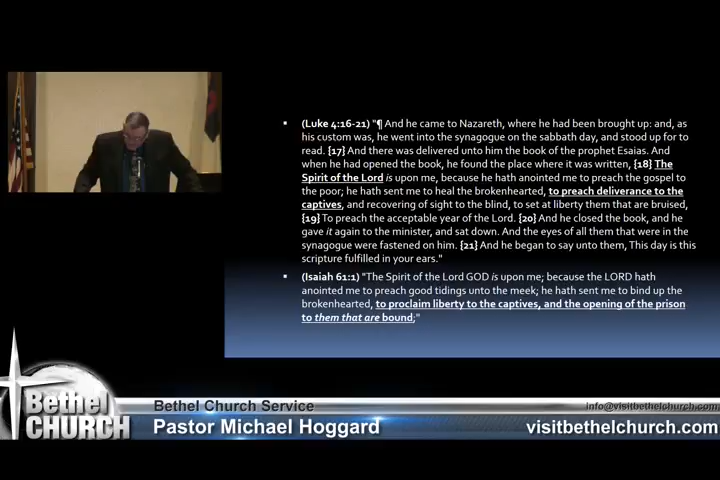 (Luke 4:16-21) "¶ And he came to Nazareth, where he had been brought up: and, as
his custom was, he went into the synagogue on the sabbath day, and stood up for to
read. {17} And there was delivered unto him the book of the prophet Esaias. And
when he had opened the book, he found the place where it was written, {18} The
Spirit of the Lord is upon me, because he hath anointed me to preach the gospel to
the poor; he hath sent me to heal the brokenhearted, to preach deliverance to the
captives, and recovering of sight to the blind, to set at liberty them that are bruised,
{19} To preach the acceptable year of the Lord. {20} And he closed the book, and he
gave it again to the minister, and sat down. And the eyes of all them that were in the
synagogue were fastened on him. {21} And he began to say unto them, This day is this
scripture fulfilled in your ears."
(Isaiah 61:1) "The Spirit of the Lord GOD is upon me; because the LORD hath
anointed me to preach good tidings unto the meek; he hath sent me to bind up the
brokenhearted, to proclaim liberty to the captives, and the opening of the prison
to them that are bound;"
Bethel
CHURCH
Bethel Church Service
info@visitbethelchurch.com
Pastor Michael Hoggard
visitbethelchurch.com